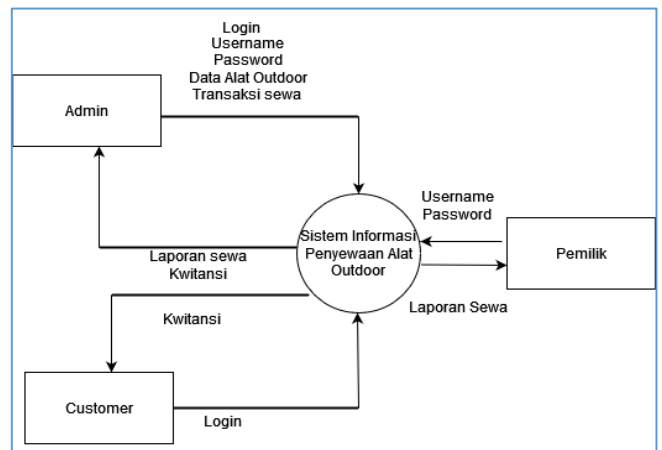 Login
Username
Password
Data Alat Outdoor
Transaksi sewa
Admin
Username
Password
Sistem Informasi
Penyewaan Alat
Outdoor
Pemilik
Laporan sewa
Kwitansi
Laporan Sewa
Kwitansi
Customer
Login